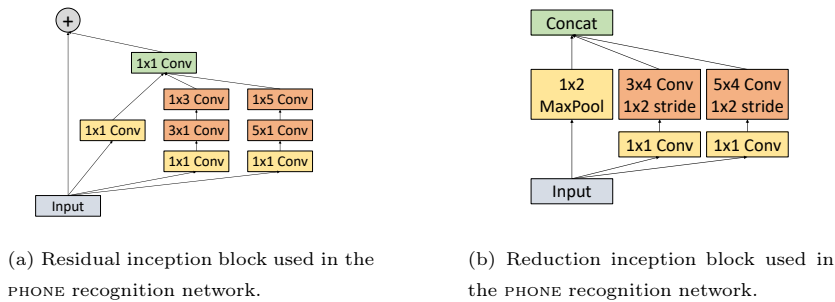 +
1x1 Conv
1x3 Conv
1x5 Conv
1x1 Conv
3x1 Conv
5x1 Conv
1x1 Conv
1x1 Conv
Input
(a) Residual inception block used in the
PHONE recognition network.
Concat
1x2
MaxPool
3x4 Conv
1x2 stride
5x4 Conv
1x2 stride
1x1 Conv
1x1 Conv
Input
(b) Reduction inception block used in
the PHONE recognition network.